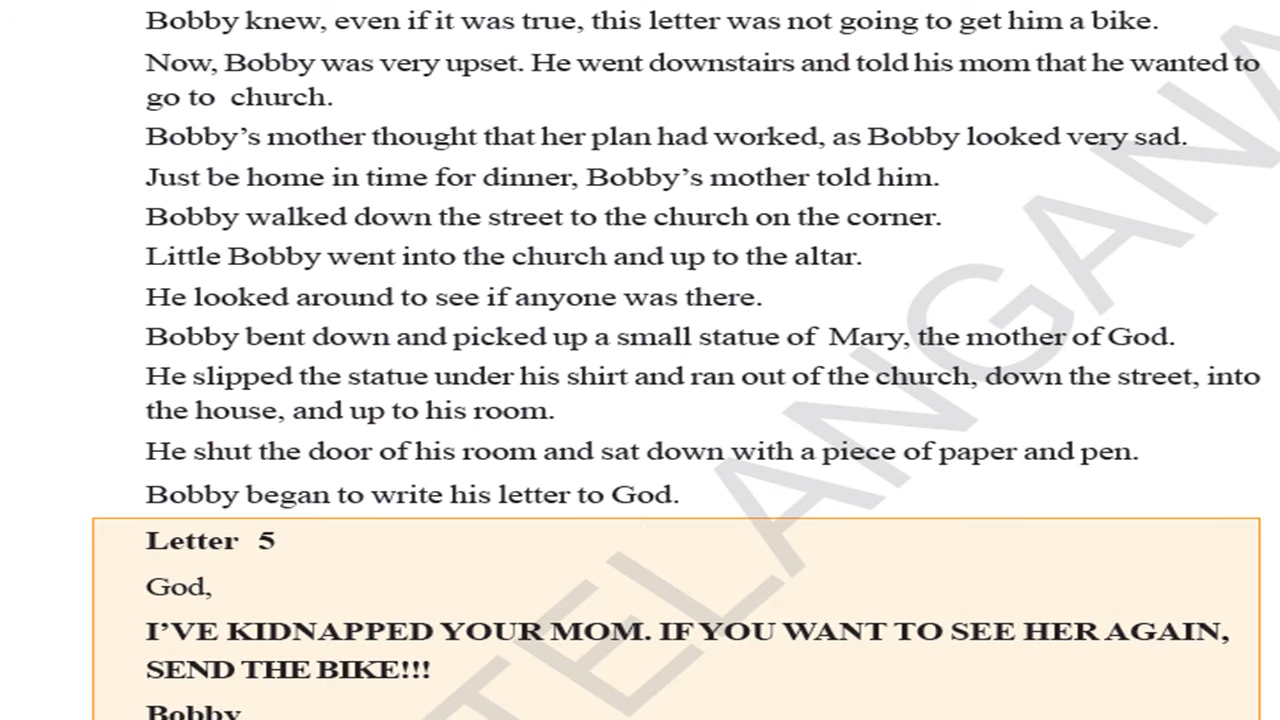 Bobby knew, even if it was true, this letter was not going to get him a bike.
Now, Bobby was very upset. He went downstairs and told his mom that he wanted to
go to church.
Bobby's mother thought that her plan had worked, as Bobby looked very sad.
Just be home in time for dinner, Bobby's mother told him.
Bobby walked down the street to the church on the corner.
Little Bobby went into the church and up to the altar.
He looked around to see if anyone was there.
Bobby bent down and picked up a small statue of Mary, the mother of God.
He slipped the statue under his shirt and ran out of the church, down the street, into
the house, and up to his room.
He shut the door of his room and sat down with a piece of paper and pen.
Bobby began to write his letter to God.
Letter 5
God,
I'VE KIDNAPPED YOUR MOM. IF YOU WANT TO SEE HER AGAIN,
SEND THE BIKE!!!
Bobby
TELANGANA